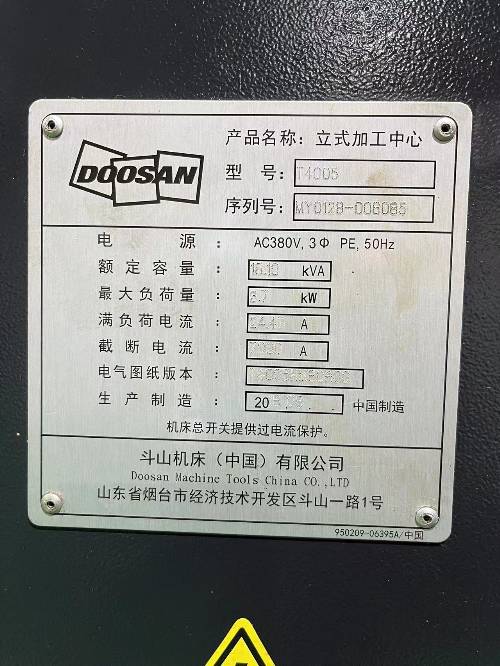 DOOSAN
产品名称: 立式加工中心
型 号: T4005
序列号:
电 源 : AC380V, 3Φ PE, 50Hz
额定容量 : kVA
最大负荷量 : kW
满负荷电流 : A
截断电流 : A
电气图纸版本 :
生产制造 : 20 中国制造
机床总开关提供过电流保护。
斗山机床（中国）有限公司
Doosan Machine Tools China CO.,LTD
山东省烟台市经济技术开发区斗山一路1号
950209-06395A/中国